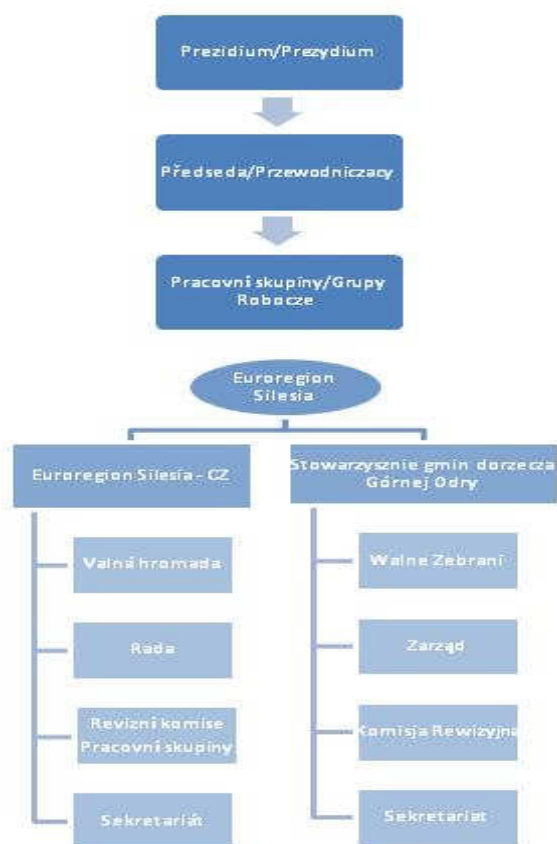 Prezidium/Prezydium
Předseda/Przewodniczacy
Pracovní skupiny/Grupy
Robocze
Euroregion
Silesia
Euroregion Silesia - CZ
Valná hromada
Rada
Revizní komise
Pracovní skupiny
Sekretariát
Stowarzysznie gmin dorzecza
Górnej Odry
Walne Zebrani
Zarząd
Komisja Rewizyjna
Sekretariat